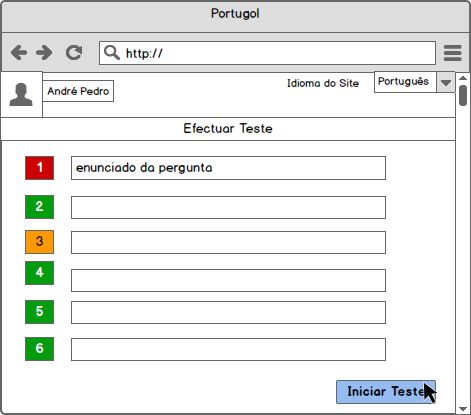 Portugol
http://
André Pedro
Idioma do Site
Português
Efectuar Teste
1 enunciado da pergunta
2
3
4
5
6
Iniciar Teste